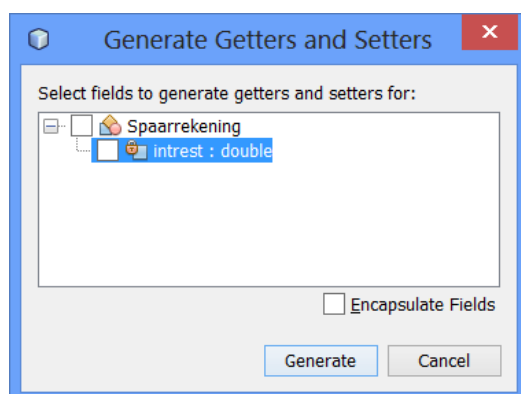 Generate Getters and Setters
Select fields to generate getters and setters for:
Spaarrekening
intrest : double
Encapsulate Fields
Generate Cancel